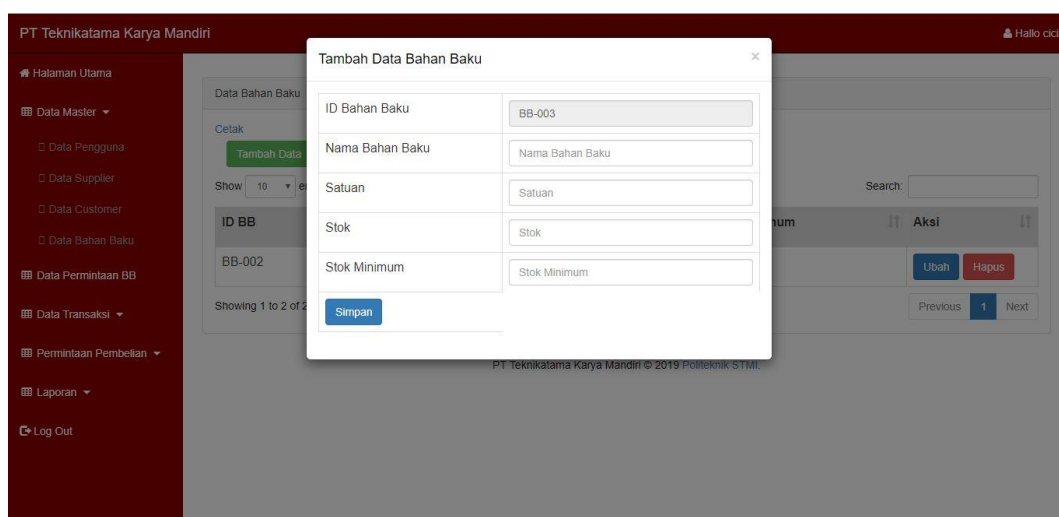 PT Teknikatama Karya Mandiri
Hallo cici
Halaman Utama
Data Master
Data Pengguna
Data Supplier
Data Customer
Data Bahan Baku
Data Permintaan BB
Data Transaksi
Permintaan Pembelian
Laporan
Log Out
Data Bahan Baku
Cetak
Tambah Data
Show 10
Search:
ID BB
Aksi
BB-002
Ubah Hapus
Showing 1 to 2 of 2
Previous 1 Next
Tambah Data Bahan Baku ×
ID Bahan Baku BB-003
Nama Bahan Baku Nama Bahan Baku
Satuan Satuan
Stok Stok
Stok Minimum Stok Minimum
Simpan
PT Teknikatama Karya Mandiri © 2019 Politeknik STMI.